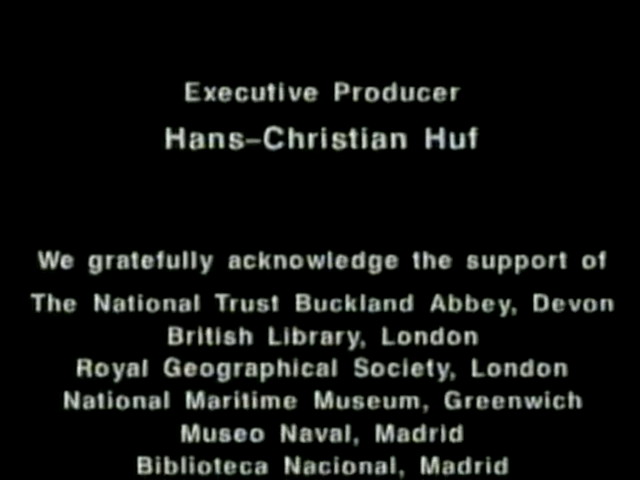 Executive Producer
Hans–Christian Huf
We gratefully acknowledge the support of
The National Trust Buckland Abbey, Devon
British Library, London
Royal Geographical Society, London
National Maritime Museum, Greenwich
Museo Naval, Madrid
Biblioteca Nacional, Madrid